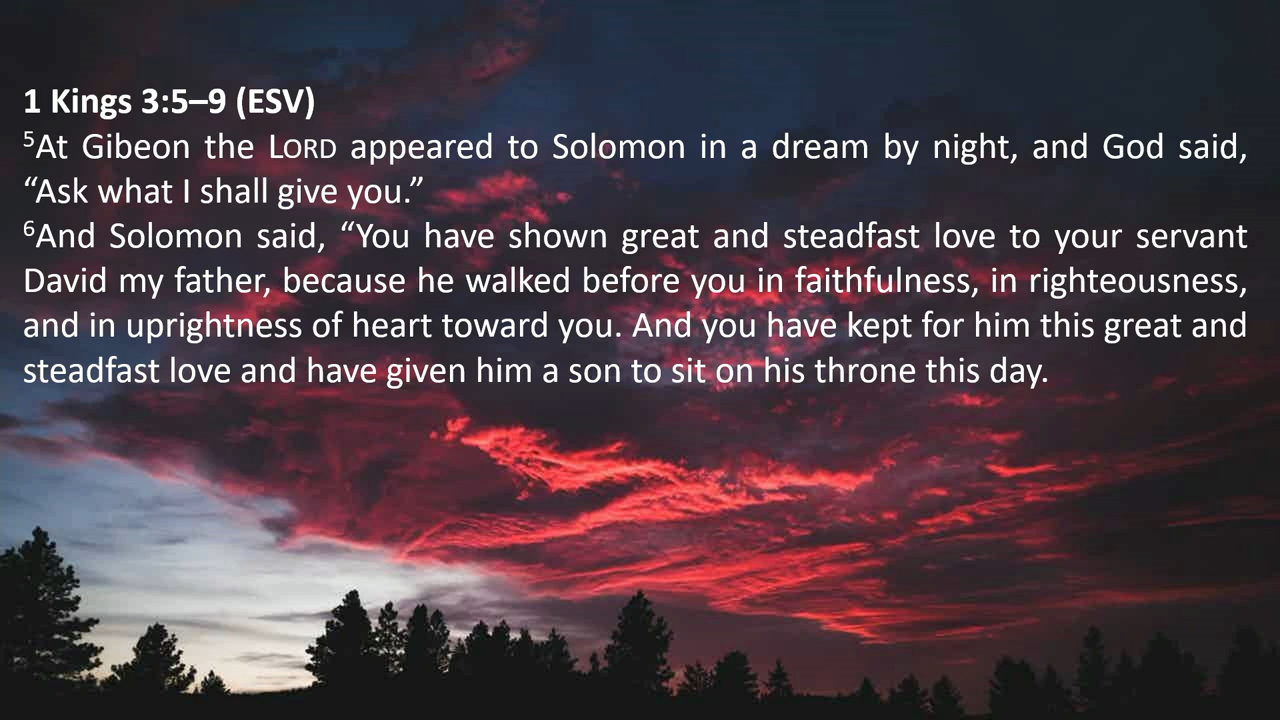 1 Kings 3:5–9 (ESV)
5At Gibeon the LORD appeared to Solomon in a dream by night, and God said,
“Ask what I shall give you.”
6And Solomon said, “You have shown great and steadfast love to your servant
David my father, because he walked before you in faithfulness, in righteousness,
and in uprightness of heart toward you. And you have kept for him this great and
steadfast love and have given him a son to sit on his throne this day.